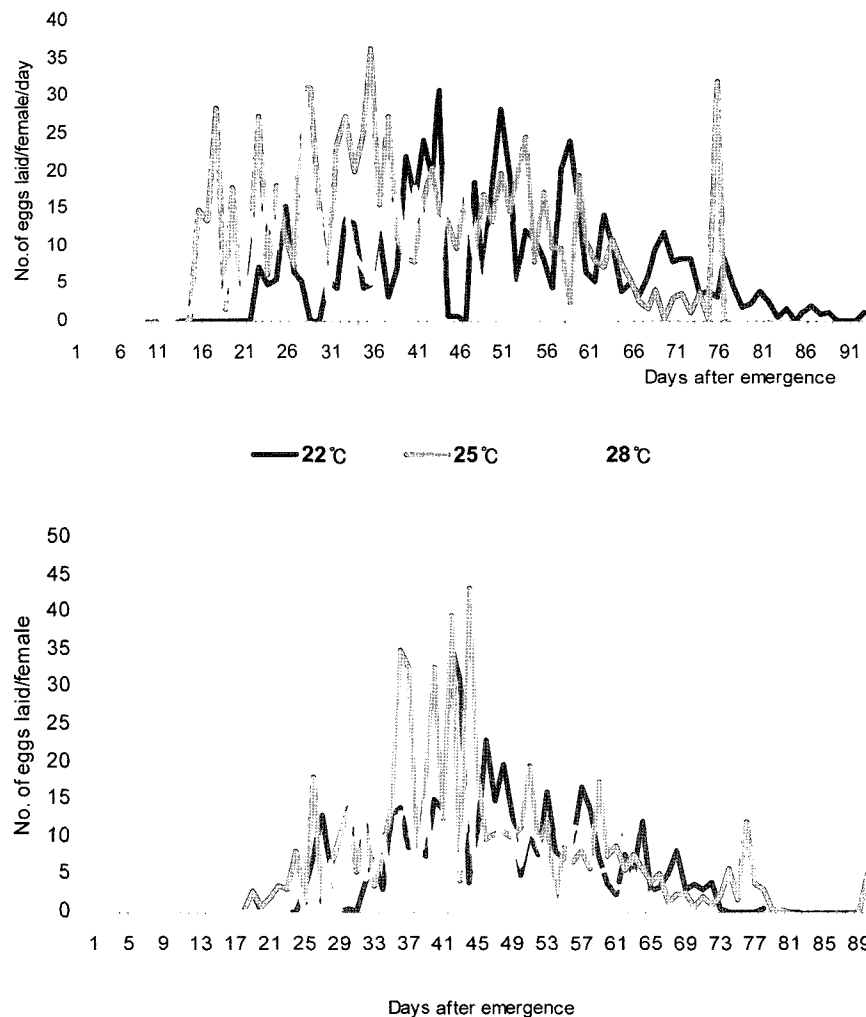 40
35
30
25
20
15
10
5
0
No.of eggs laid/female/day
1 6 11 16 21 26 31 36 41 46 51 56 61 66 71 76 81 86 91
Days after emergence
22℃ 25℃ 28℃
50
45
40
35
30
25
20
15
10
5
0
No. of eggs laid/female
1 5 9 13 17 21 25 29 33 37 41 45 49 53 57 61 65 69 73 77 81 85 89
Days after emergence